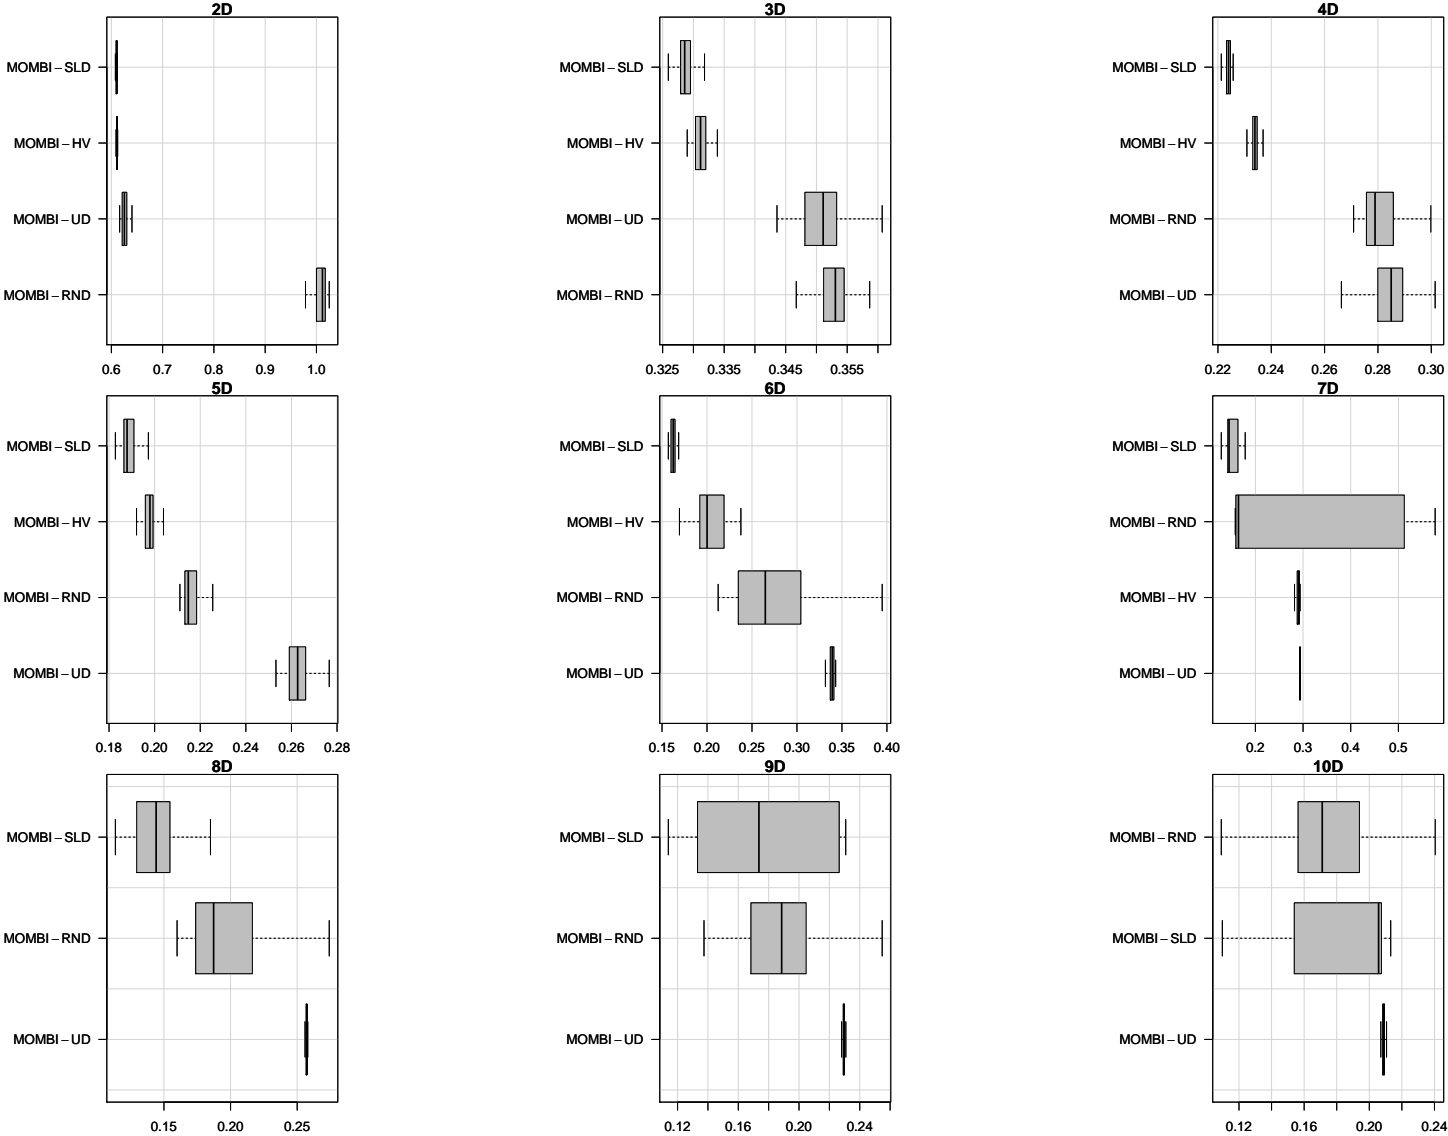 2D
MOMBI−SLD
MOMBI−HV
MOMBI−UD
MOMBI−RND
0.6 0.7 0.8 0.9 1.0
3D
MOMBI−SLD
MOMBI−HV
MOMBI−UD
MOMBI−RND
0.325 0.335 0.345 0.355
4D
MOMBI−SLD
MOMBI−HV
MOMBI−RND
MOMBI−UD
0.22 0.24 0.26 0.28 0.30
5D
MOMBI−SLD
MOMBI−HV
MOMBI−RND
MOMBI−UD
0.18 0.20 0.22 0.24 0.26 0.28
6D
MOMBI−SLD
MOMBI−HV
MOMBI−RND
MOMBI−UD
0.15 0.20 0.25 0.30 0.35 0.40
7D
MOMBI−SLD
MOMBI−RND
MOMBI−HV
MOMBI−UD
0.2 0.3 0.4 0.5
8D
MOMBI−SLD
MOMBI−RND
MOMBI−UD
0.15 0.20 0.25
9D
MOMBI−SLD
MOMBI−RND
MOMBI−UD
0.12 0.16 0.20 0.24
10D
MOMBI−RND
MOMBI−SLD
MOMBI−UD
0.12 0.16 0.20 0.24